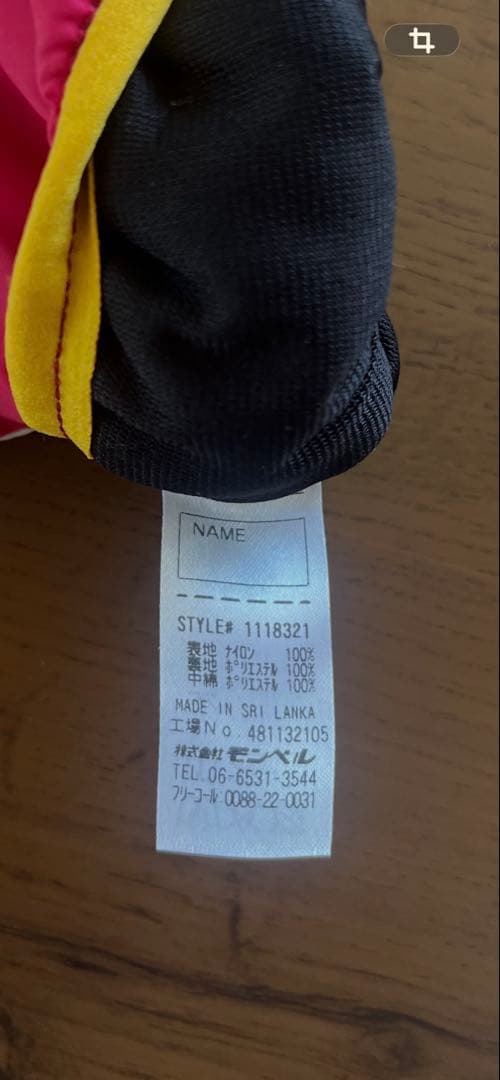 NAME
STYLE# 1118321
表地 ナイロン 100%
裏地 ポリエステル 100%
中綿 ポリエステル 100%
MADE IN SRI LANKA
工場No. 481132105
株式会社モンベル
TEL.06-6531-3544
フリーコール 0088-22-0031